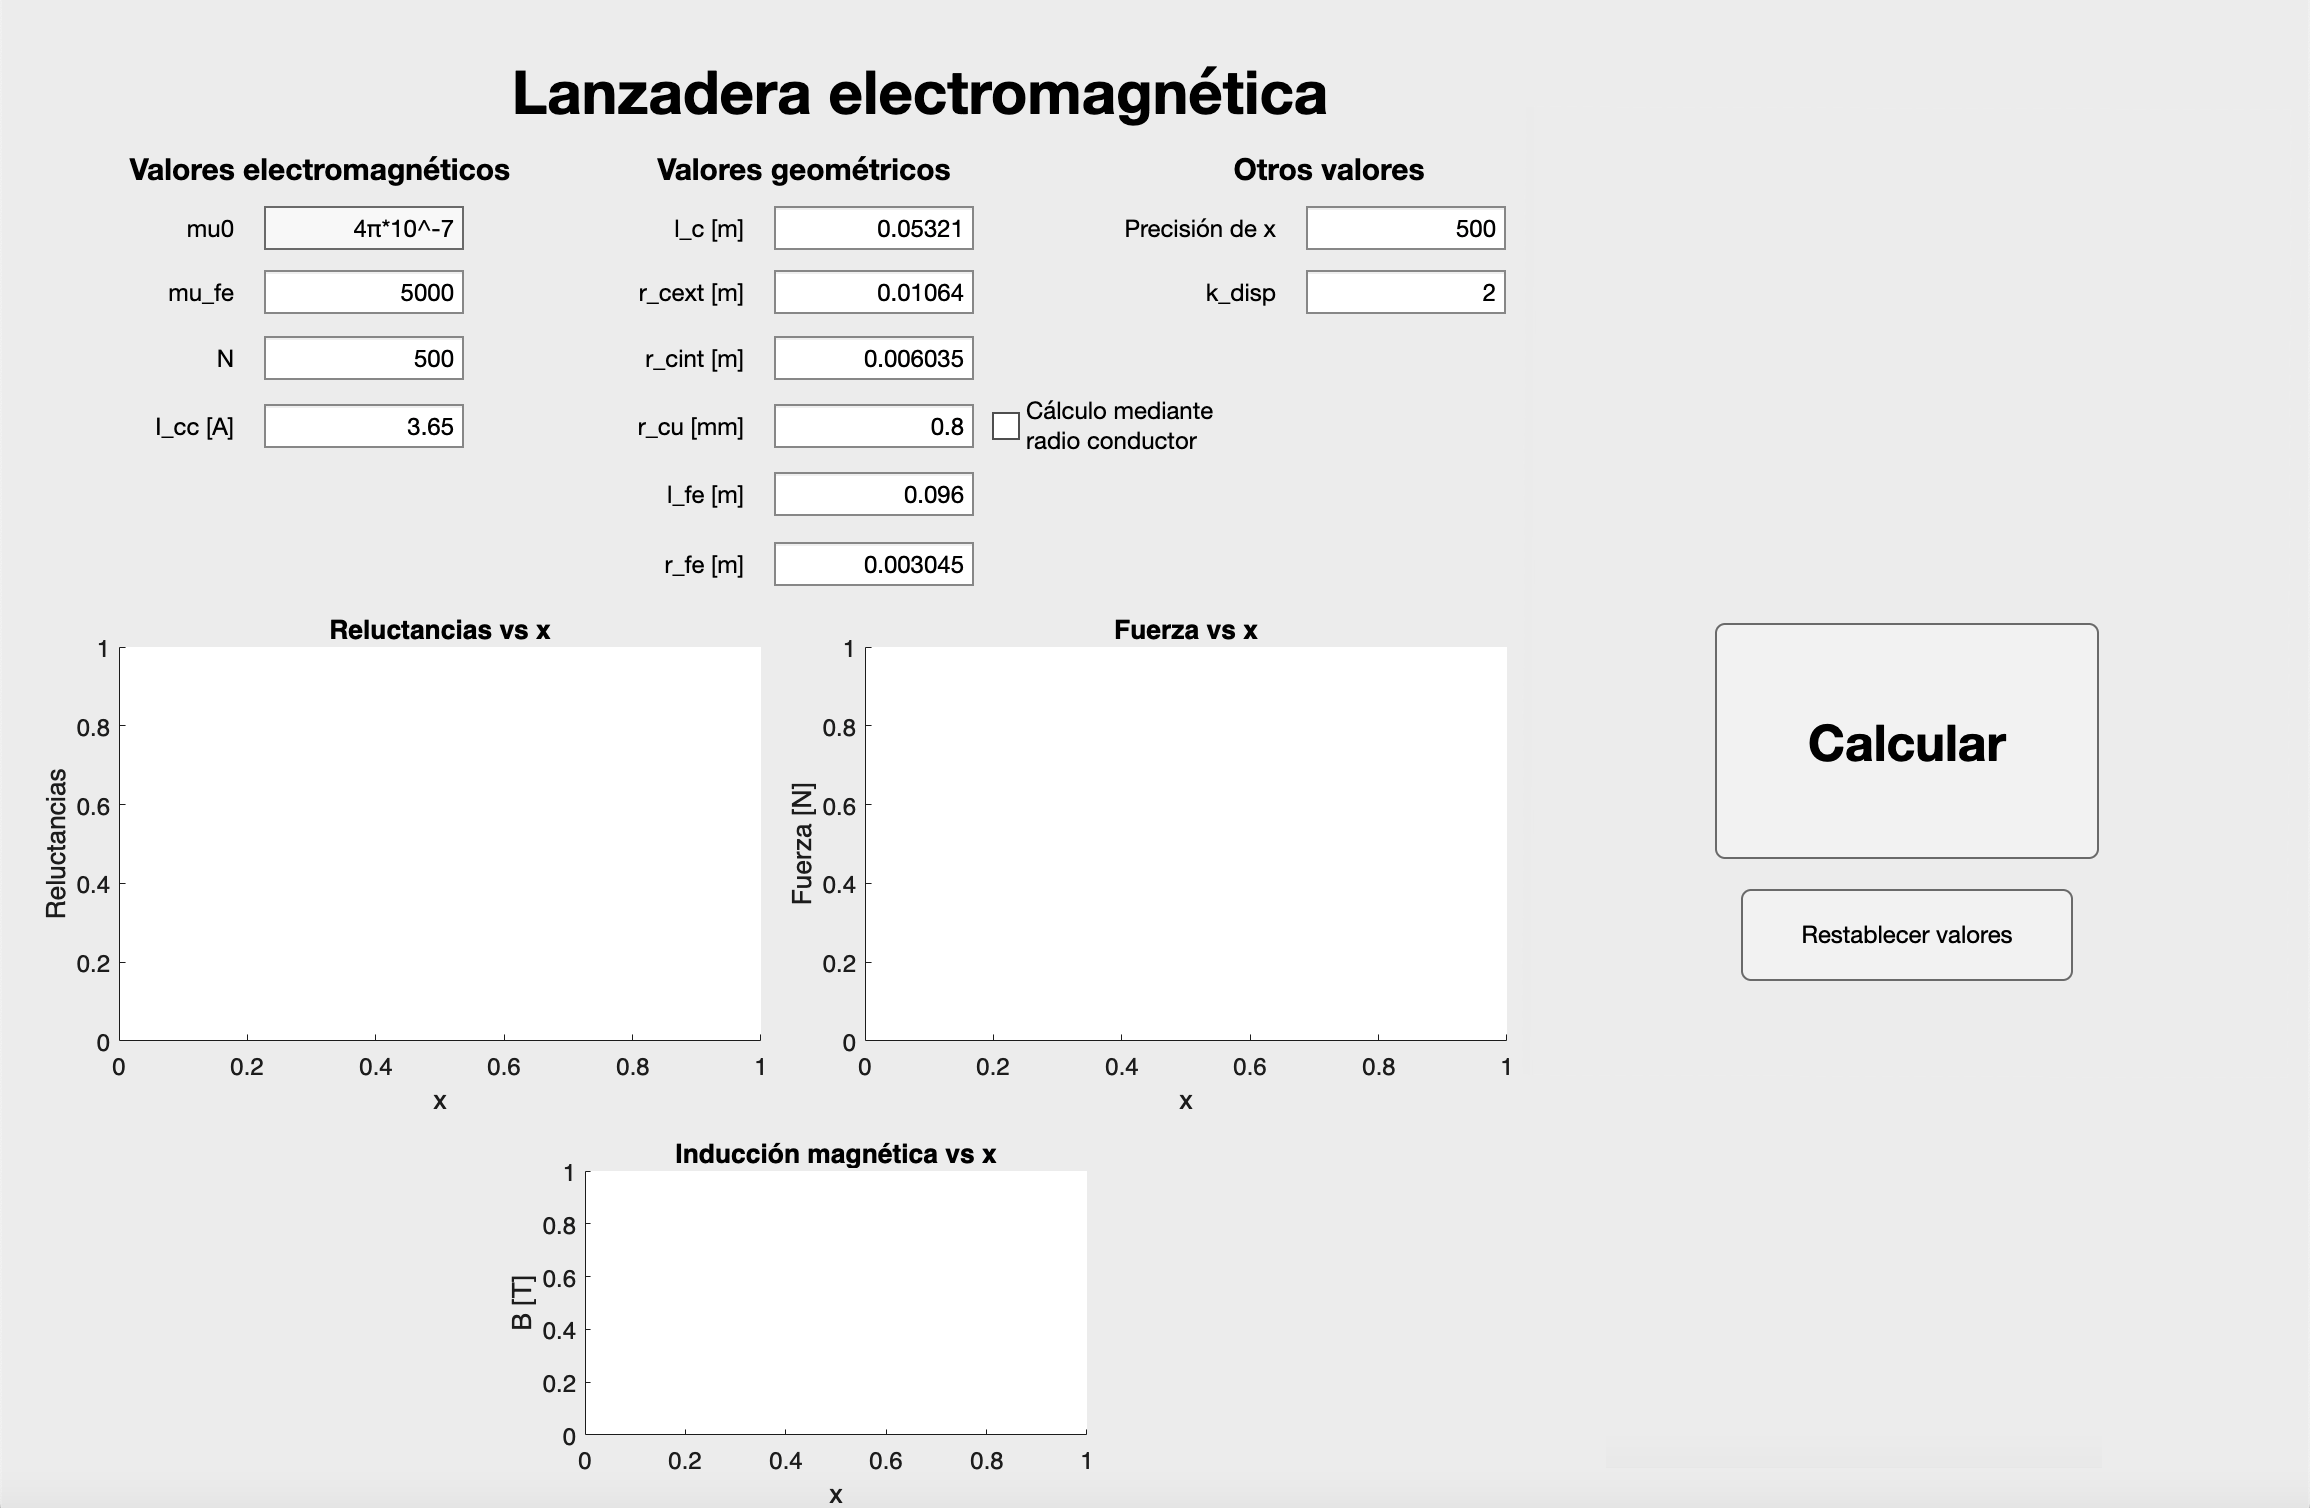 Lanzadera electromagnética
Valores electromagnéticos
mu0 4π*10^-7
mu_fe 5000
N 500
I_cc [A] 3.65
Valores geométricos
l_c [m] 0.05321
r_cext [m] 0.01064
r_cint [m] 0.006035
r_cu [mm] 0.8
Cálculo mediante
radio conductor
l_fe [m] 0.096
r_fe [m] 0.003045
Otros valores
Precisión de x 500
k_disp 2
Reluctancias vs x
Reluctancias
1
0.8
0.6
0.4
0.2
0
0 0.2 0.4 0.6 0.8 1
x
Fuerza vs x
Fuerza [N]
1
0.8
0.6
0.4
0.2
0
0 0.2 0.4 0.6 0.8 1
x
Calcular
Restablecer valores
Inducción magnética vs x
B [T]
1
0.8
0.6
0.4
0.2
0
0 0.2 0.4 0.6 0.8 1
x